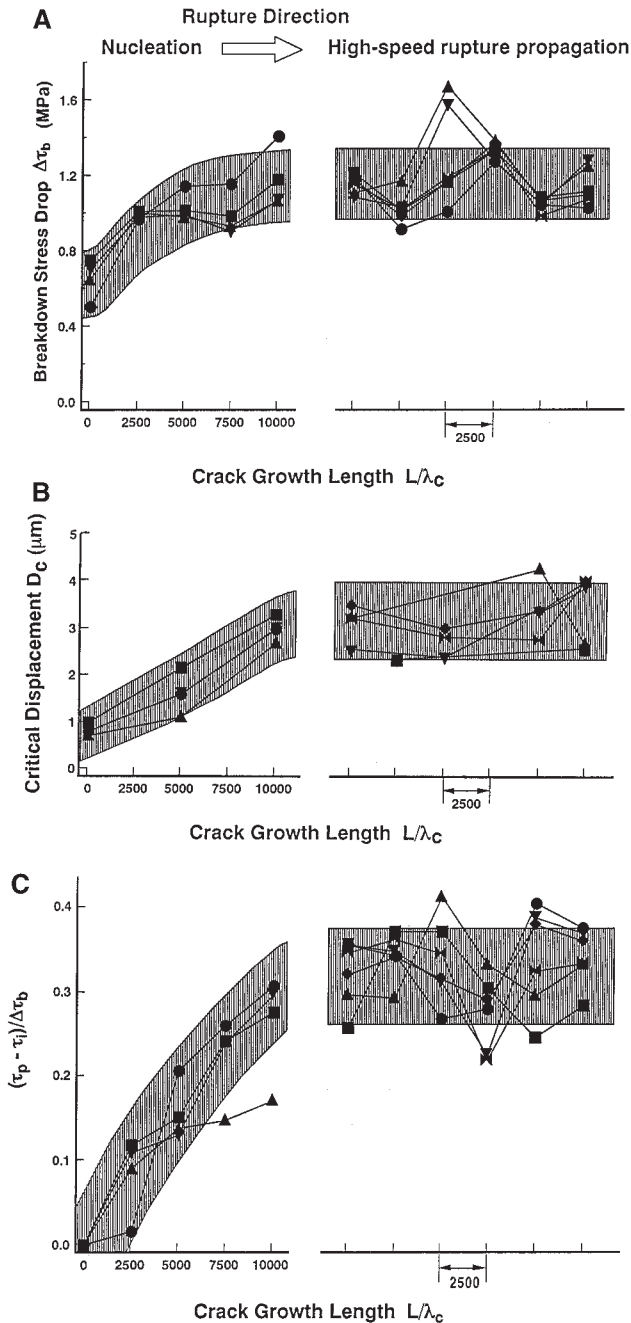 A
Rupture Direction
Nucleation
High-speed rupture propagation
Breakdown Stress Drop Δτb (MPa)
1.6
1.2
0.8
0.4
0.0
0 2500 5000 7500 10000
2500
Crack Growth Length L/λc
B
Critical Displacement Dc (μm)
5
4
3
2
1
0
0 2500 5000 7500 10000
2500
Crack Growth Length L/λc
C
(τp - τi)/Δτb
0.4
0.3
0.2
0.1
0.0
0 2500 5000 7500 10000
2500
Crack Growth Length L/λc